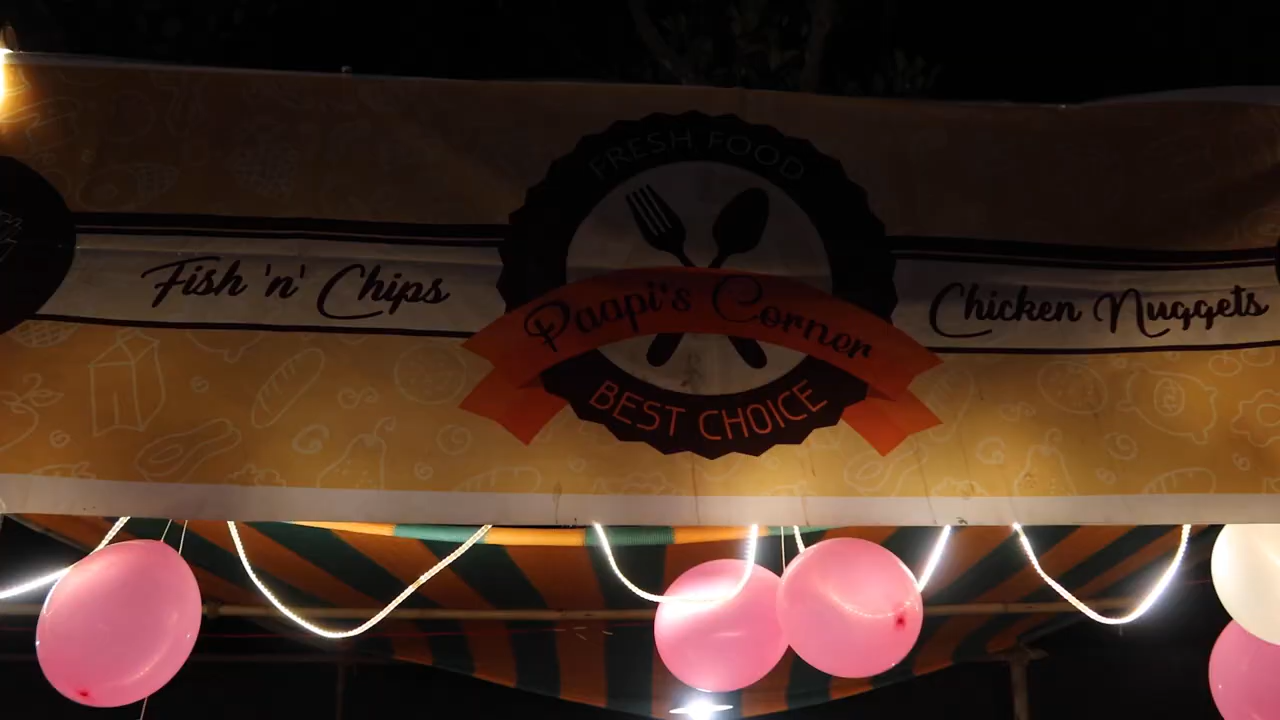 FRESH FOOD
Fish 'n' Chips
Paapi's Corner
Chicken Nuggets
BEST CHOICE